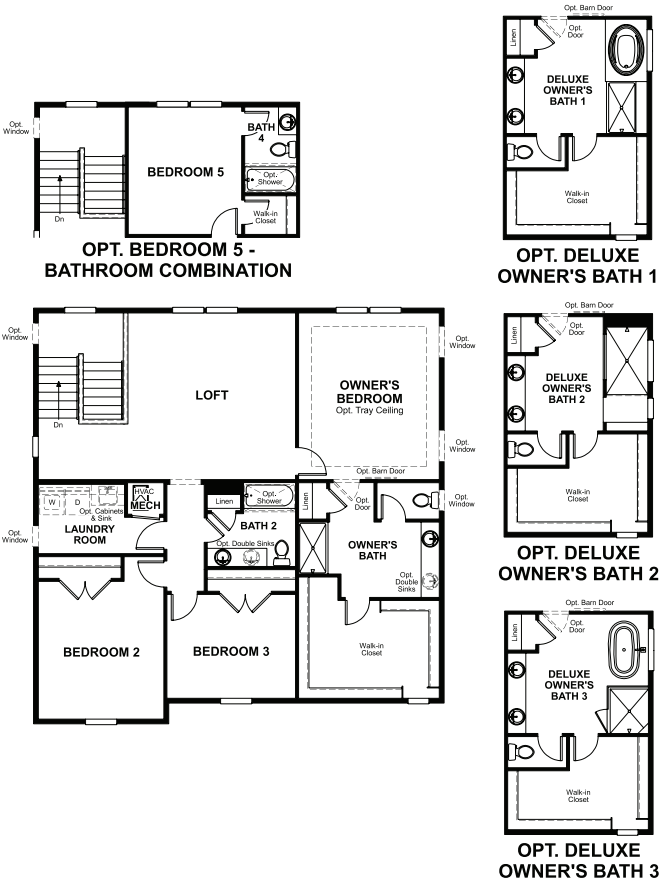 Opt.
Window
BEDROOM 5
BATH
4
Opt.
Shower
Walk-in
Closet
Dn
OPT. BEDROOM 5 -
BATHROOM COMBINATION
Opt.
Window
LOFT
Dn
OWNER'S
BEDROOM
Opt. Tray Ceiling
Opt.
Window
Opt.
Window
Opt. Barn Door
W
D
Opt. Cabinets
& Sink
HVAC
MECH
LAUNDRY
ROOM
Opt.
Window
Linen
Opt.
Shower
BATH 2
Opt. Double Sinks
Linen
Opt.
Door
Opt.
Window
OWNER'S
BATH
Opt.
Double
Sinks
BEDROOM 2
BEDROOM 3
Walk-in
Closet
Opt. Barn Door
Linen
Opt.
Door
DELUXE
OWNER'S
BATH 1
Walk-in
Closet
OPT. DELUXE
OWNER'S BATH 1
Opt. Barn Door
Linen
Opt.
Door
DELUXE
OWNER'S
BATH 2
Walk-in
Closet
OPT. DELUXE
OWNER'S BATH 2
Opt. Barn Door
Linen
Opt.
Door
DELUXE
OWNER'S
BATH 3
Walk-in
Closet
OPT. DELUXE
OWNER'S BATH 3